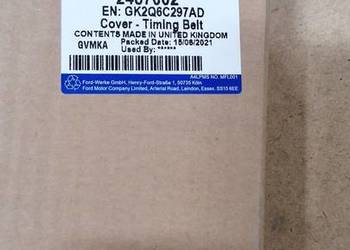 EN: GK2Q6C297AD
Cover - Timing Belt
CONTENTS MADE IN UNITED KINGDOM
GVMKA Packed Date: 15/06/2021
Used By: ******
A4LPMS NO.: MFL001
Ford-Werke GmbH, Henry-Ford-Straße 1, 50735 Köln
Ford Motor Company Limited, Arterial Road, Laindon, Essex. SS15 6EE